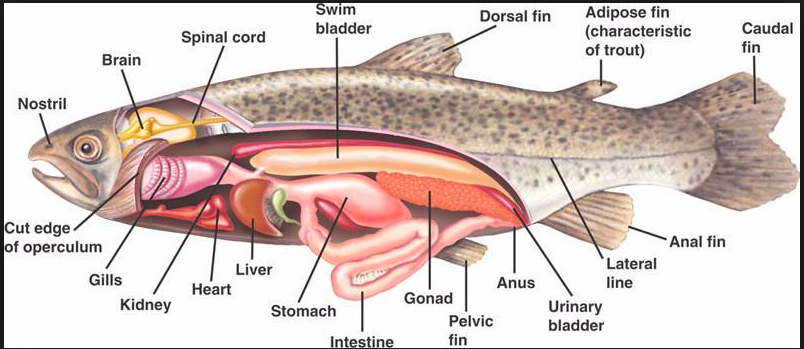 Swim
bladder
Dorsal fin
Adipose fin
(characteristic
of trout)
Caudal
fin
Spinal cord
Brain
Nostril
Cut edge
of operculum
Gills
Kidney
Heart
Liver
Stomach
Intestine
Gonad
Pelvic
fin
Anus
Urinary
bladder
Lateral
line
Anal fin